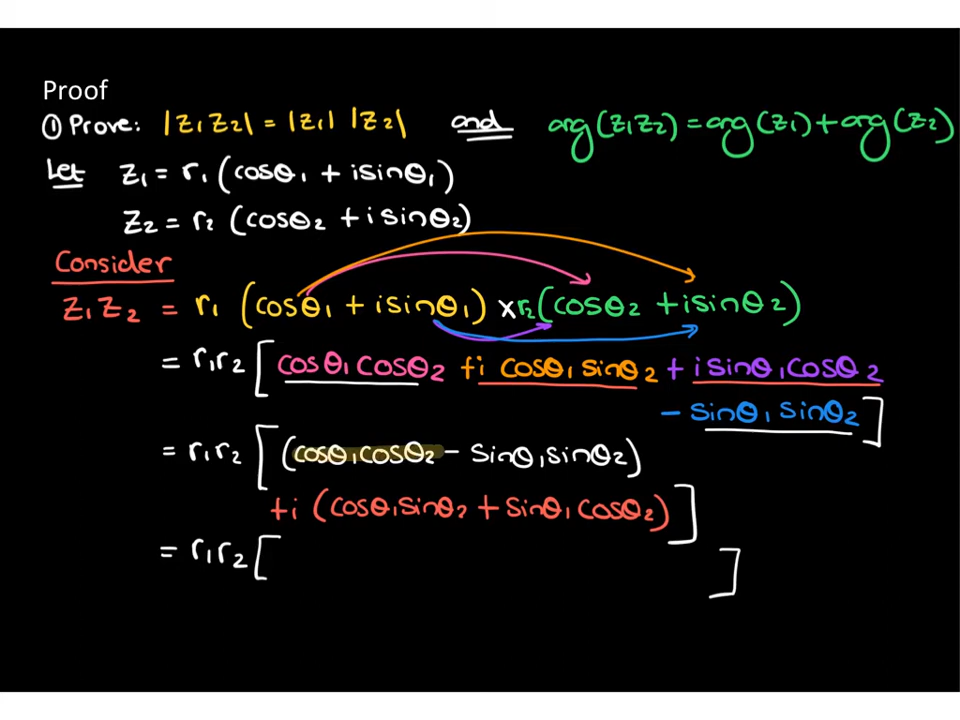 Proof
① Prove: |z₁z₂| = |z₁| |z₂| and arg(z₁z₂) = arg(z₁) + arg(z₂)
Let z₁ = r₁ (cosθ₁ + isinθ₁)
z₂ = r₂ (cosθ₂ + isinθ₂)
Consider
z₁z₂ = r₁ (cosθ₁ + isinθ₁) × r₂(cosθ₂ + isinθ₂)
= r₁r₂ [cosθ₁cosθ₂ + i cosθ₁sinθ₂ + isinθ₁cosθ₂
- sinθ₁sinθ₂]
= r₁r₂ [(cosθ₁cosθ₂ - sinθ₁sinθ₂)
+i (cosθ₁sinθ₂ + sinθ₁cosθ₂)]
= r₁r₂ [ ]